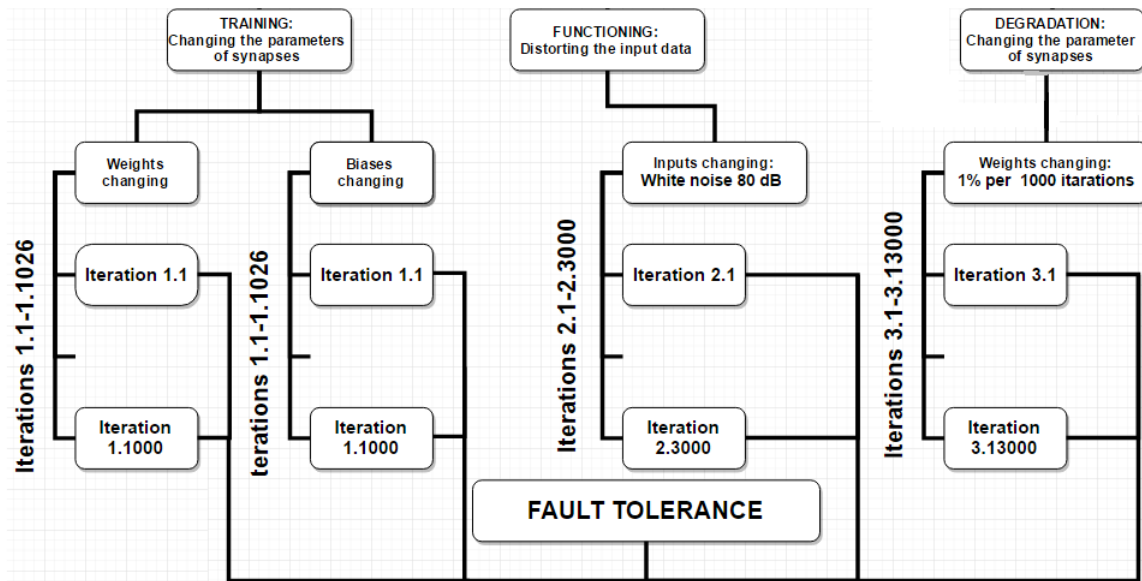 TRAINING:
Changing the parameters
of synapses
FUNCTIONING:
Distorting the input data
DEGRADATION:
Changing the parameter
of synapses
Weights
changing
Biases
changing
Inputs changing:
White noise 80 dB
Weights changing:
1% per 1000 itarations
Iterations 1.1-1.1026
terations 1.1-1.1026
Iterations 2.1-2.3000
Iterations 3.1-3.13000
Iteration 1.1
Iteration 1.1
Iteration 2.1
Iteration 3.1
Iteration
1.1000
Iteration
1.1000
Iteration
2.3000
Iteration
3.13000
FAULT TOLERANCE